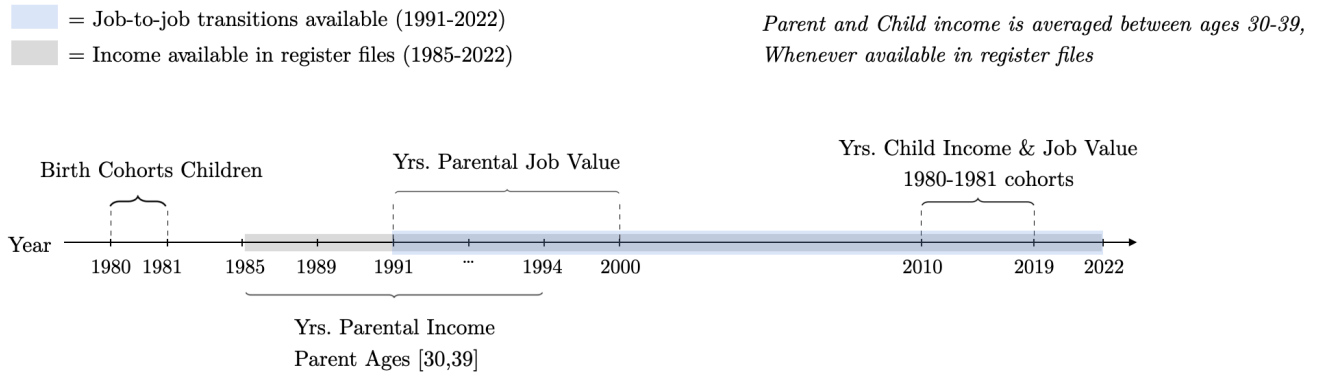 = Job-to-job transitions available (1991-2022)
= Income available in register files (1985-2022)
Parent and Child income is averaged between ages 30-39,
Whenever available in register files
Birth Cohorts Children
Yrs. Parental Job Value
Yrs. Child Income & Job Value
1980-1981 cohorts
Year
1980 1981 1985 1989 1991 ... 1994 2000 2010 2019 2022
Yrs. Parental Income
Parent Ages [30,39]